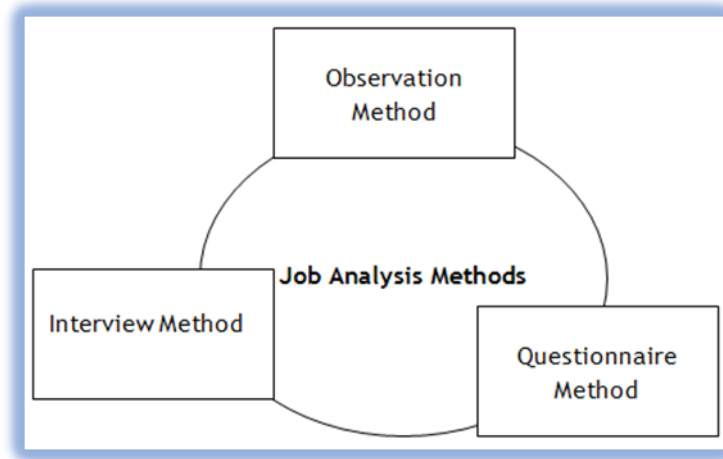 Observation
Method
Job Analysis Methods
Interview Method
Questionnaire
Method